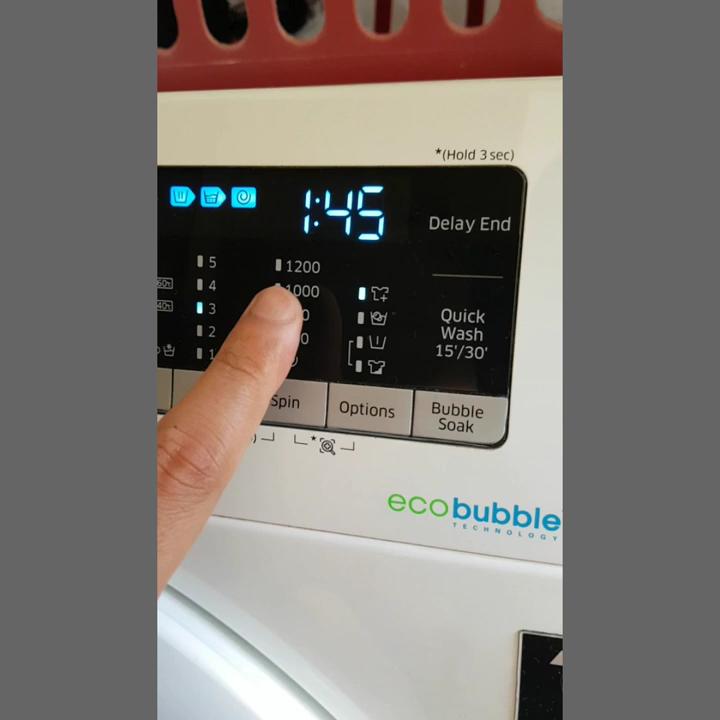 *(Hold 3 sec)
1:45
Delay End
5
1200
4
1000
3
2
1
Quick
Wash
15'/30'
Spin
Options
Bubble
Soak
ecobubble
TECHNOLOGY